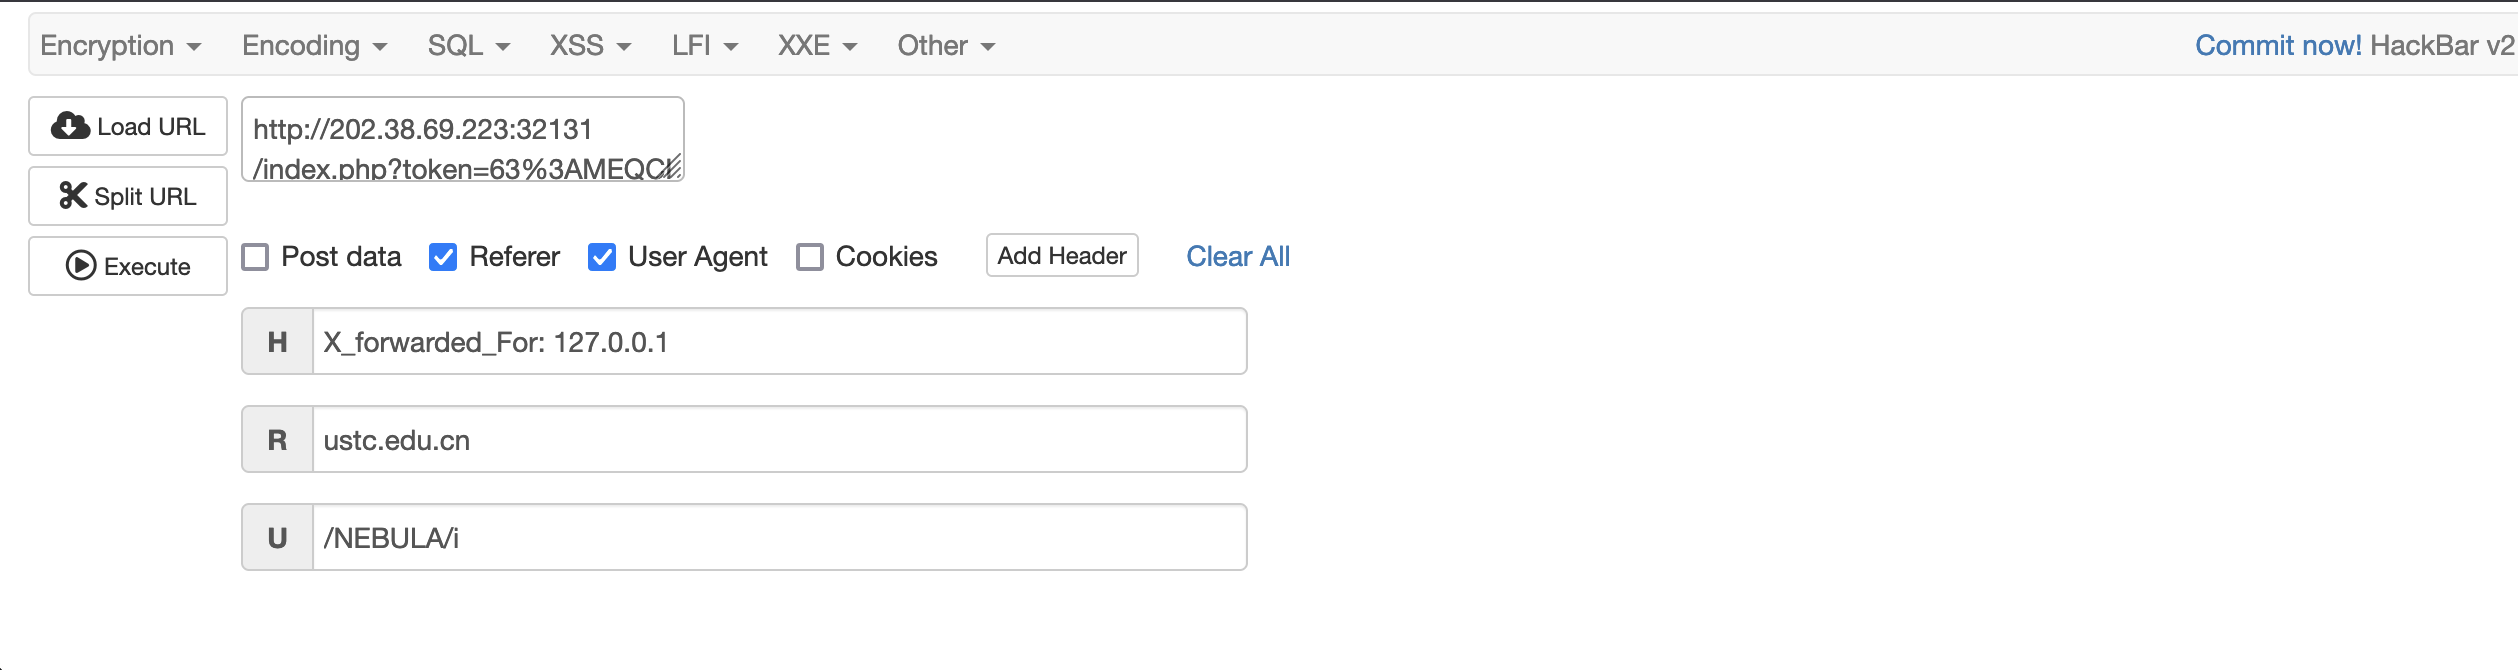 Encryption Encoding SQL XSS LFI XXE Other Commit now! HackBar v2
Load URL
http://202.38.69.223:32131
/index.php?token=63%3AMEQCI
Split URL
Execute
Post data Referer User Agent Cookies Add Header Clear All
H X_forwarded_For: 127.0.0.1
R ustc.edu.cn
U /NEBULA/i